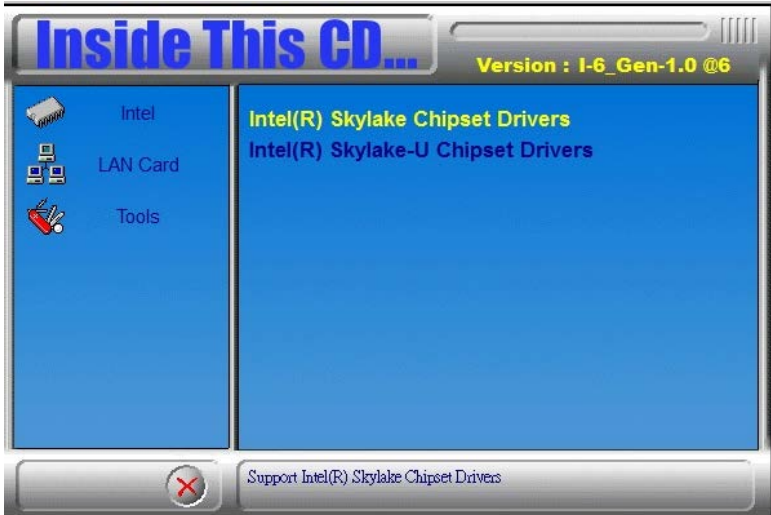 Inside This CD...
Version : I-6_Gen-1.0 @6
Intel
LAN Card
Tools
Intel(R) Skylake Chipset Drivers
Intel(R) Skylake-U Chipset Drivers
Support Intel(R) Skylake Chipset Drivers